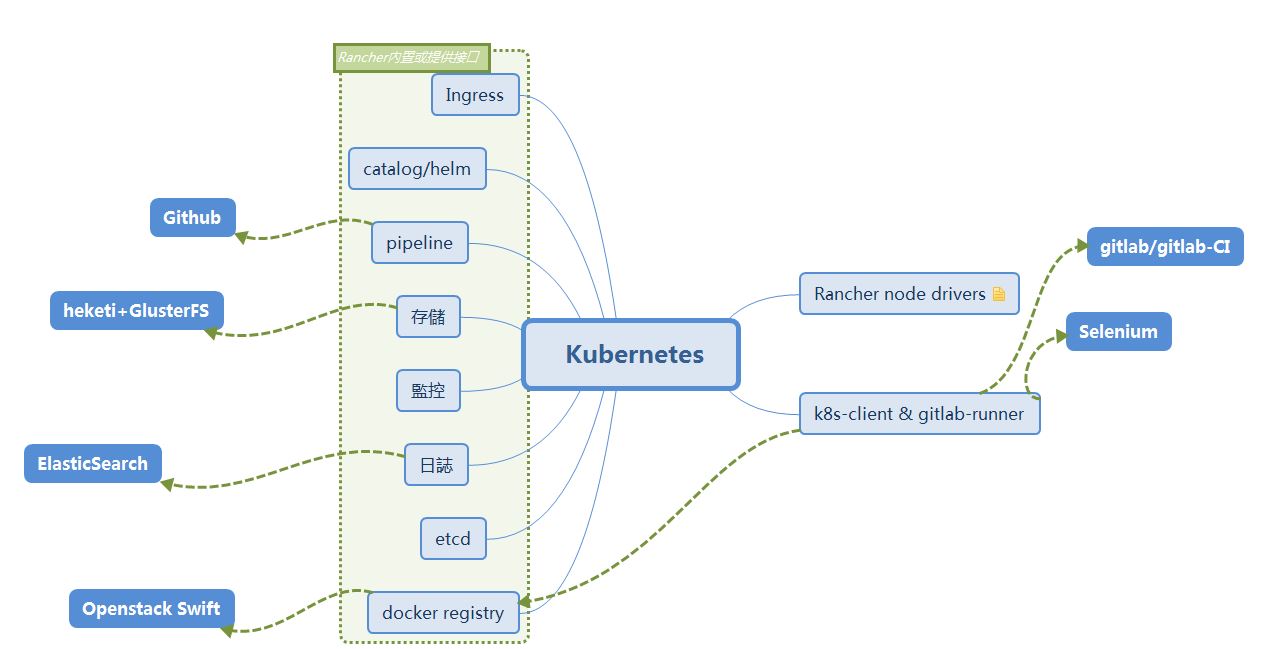 Rancher内置或提供接口
Ingress
catalog/helm
Github
pipeline
gitlab/gitlab-CI
Rancher node drivers
heketi+GlusterFS
存儲
Selenium
Kubernetes
監控
k8s-client & gitlab-runner
ElasticSearch
日誌
etcd
Openstack Swift
docker registry